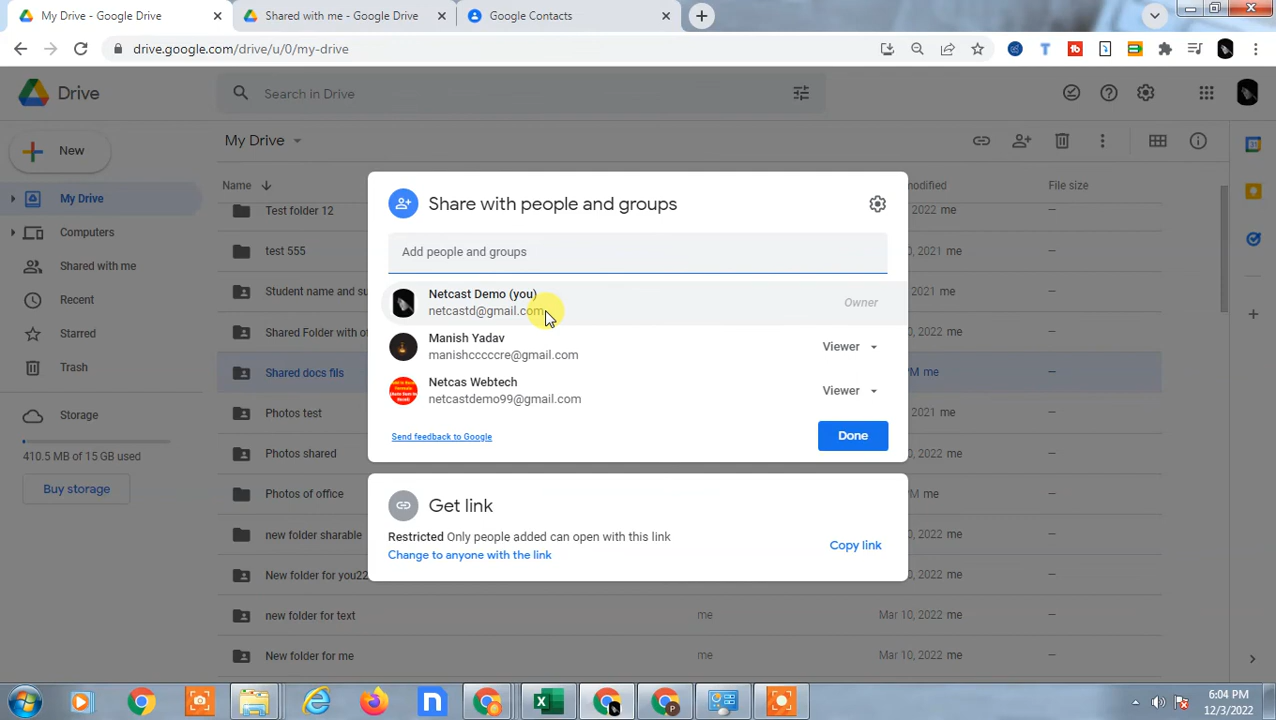 My Drive - Google Drive
Shared with me - Google Drive
Google Contacts
drive.google.com/drive/u/0/my-drive
Drive
Search in Drive
New
My Drive
Computers
Shared with me
Recent
Starred
Trash
Storage
410.5 MB of 15 GB used
Buy storage
My Drive
Name
modified
File size
Test folder 12
2022 me
—
test 555
2021 me
—
Student name and su
2021 me
—
Shared Folder with of
2022 me
—
Shared docs fils
PM me
—
Photos test
2022 me
—
Photos shared
2022 me
—
Photos of office
2022 me
—
new folder sharable
2022 me
—
New folder for you22
2022 me
—
new folder for text
me
Mar 10, 2022 me
—
New folder for me
me
Mar 10, 2022 me
—
Share with people and groups
Add people and groups
Netcast Demo (you)
netcastd@gmail.com
Owner
Manish Yadav
manishcccccre@gmail.com
Viewer
Netcas Webtech
netcastdemo99@gmail.com
Viewer
Send feedback to Google
Done
Get link
Restricted Only people added can open with this link
Change to anyone with the link
Copy link
6:04 PM
12/3/2022